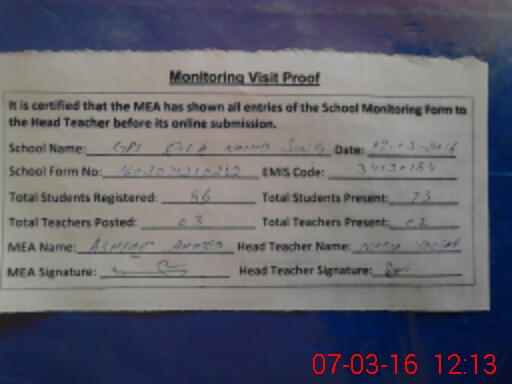 Monitoring Visit Proof
It is certified that the MEA has shown all entries of the School Monitoring Form to
the Head Teacher before its online submission.
School Name: GPS Date:
School Form No: EMIS Code:
Total Students Registered: 86 Total Students Present: 73
Total Teachers Posted: 03 Total Teachers Present: 02
MEA Name: Ahmed Head Teacher Name:
MEA Signature: Head Teacher Signature:
07-03-16 12:13